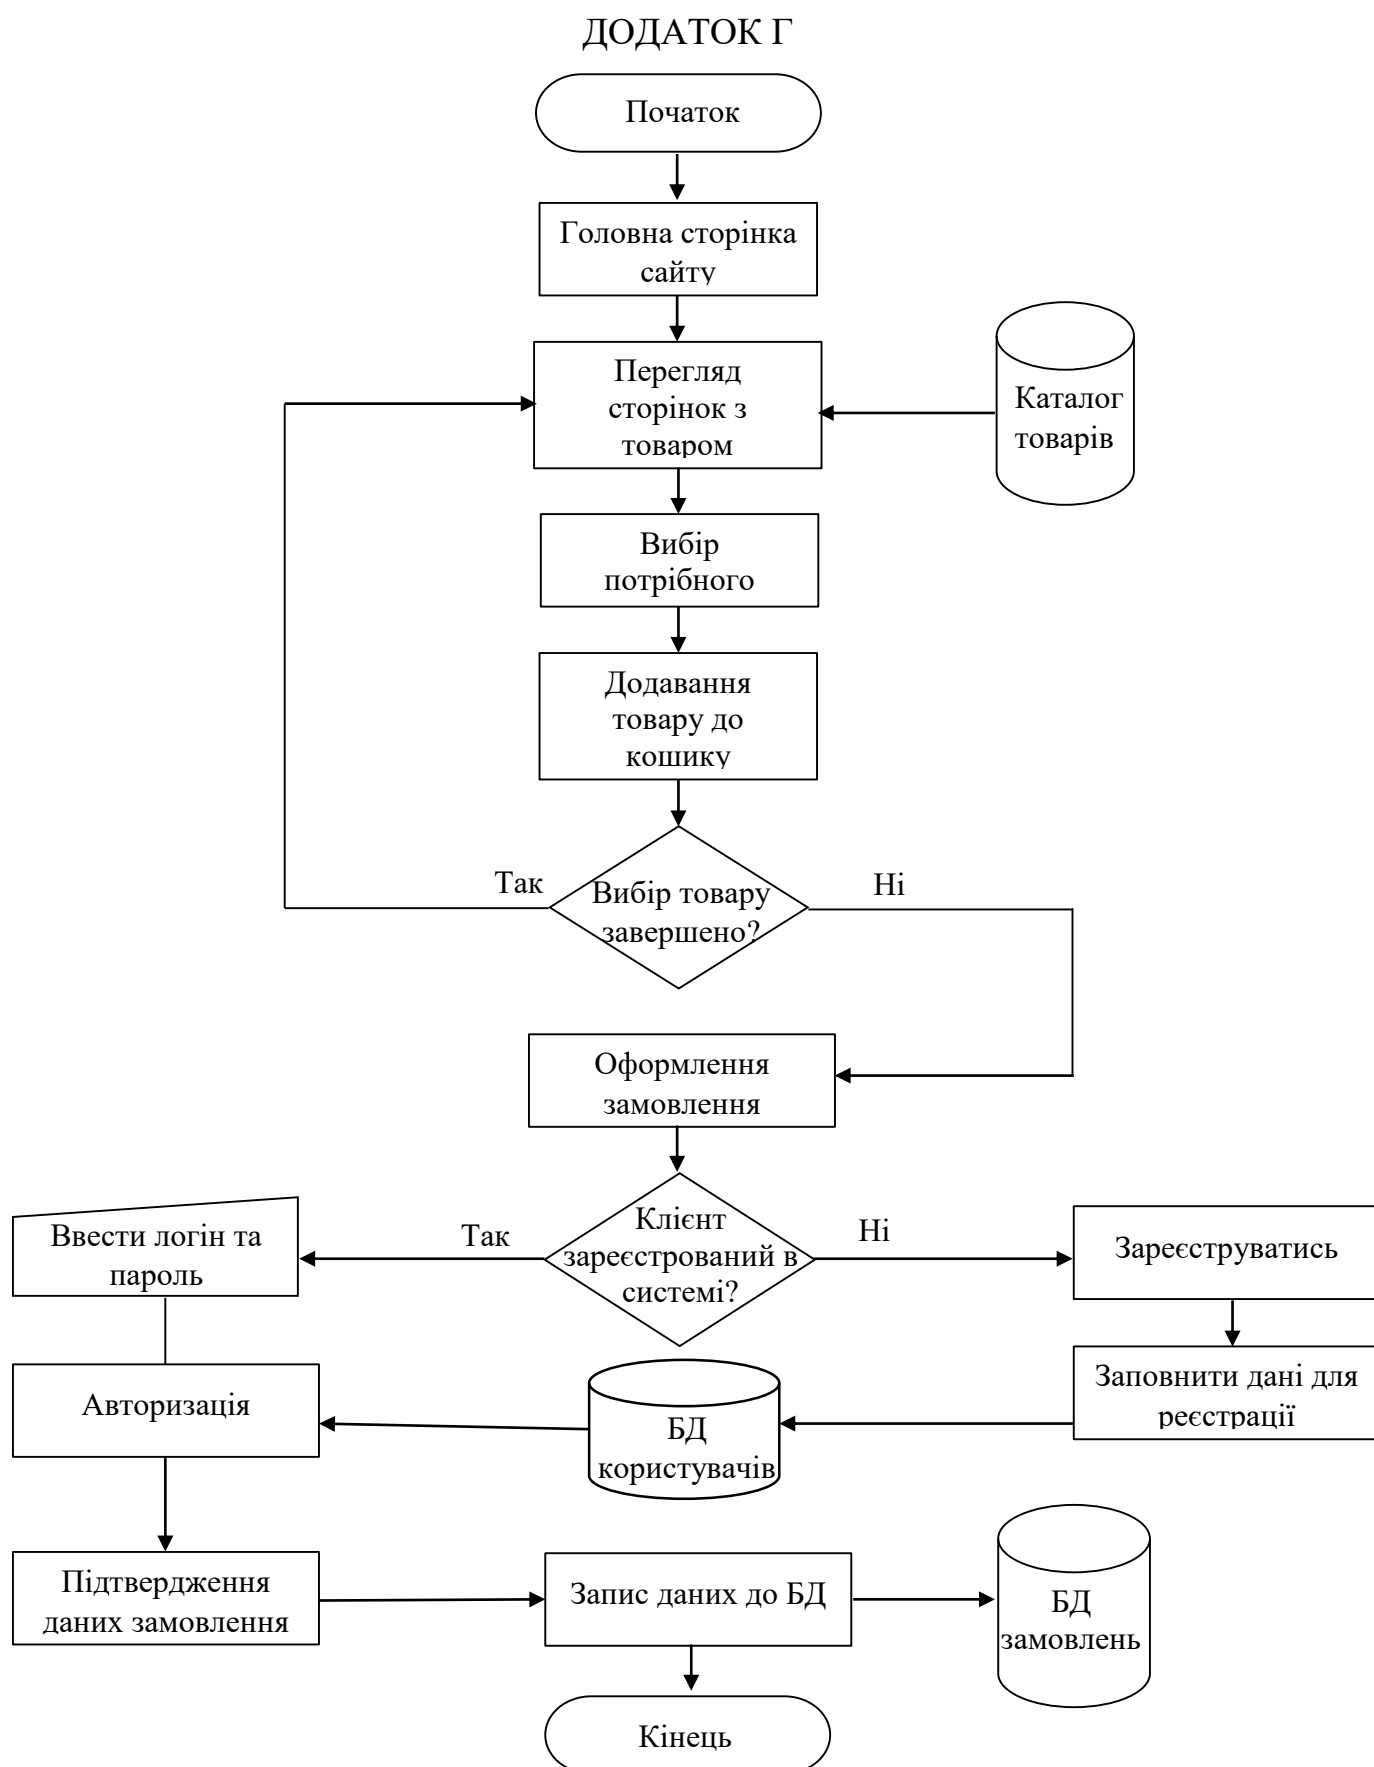 ДОДАТОК Г
Початок
Головна сторінка
сайту
Перегляд
сторінок з
товаром
Каталог
товарів
Вибір
потрібного
Додавання
товару до
кошику
Так
Вибір товару
завершено?
Ні
Оформлення
замовлення
Ввести логін та
пароль
Так
Клієнт
зареєстрований в
системі?
Ні
Зареєструватись
Авторизація
БД
користувачів
Заповнити дані для
реєстрації
Підтвердження
даних замовлення
Запис даних до БД
БД
замовлень
Кінець